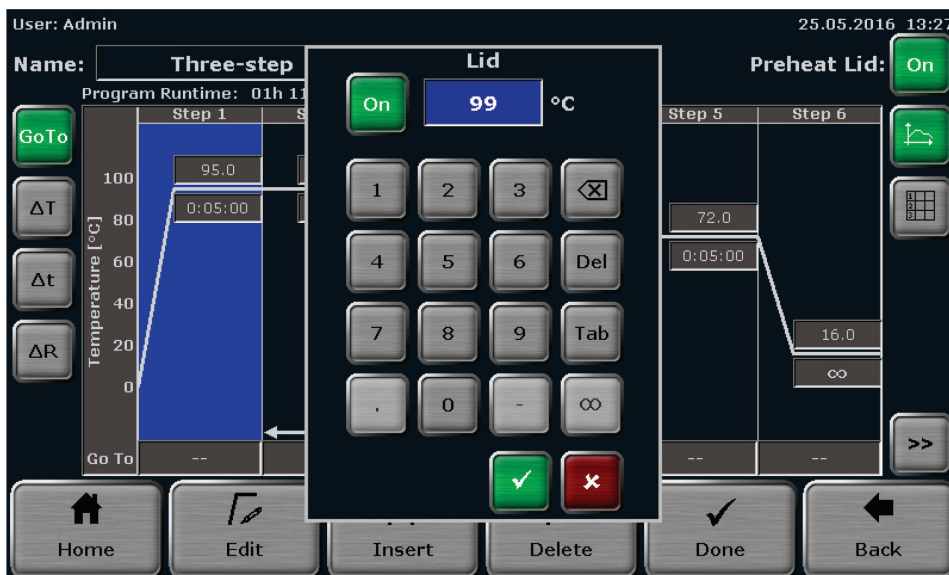 User: Admin
25.05.2016 13:27
Name:
Three-step
Lid
Preheat Lid:
On
Program Runtime: 01h 11
On
99
°C
Step 1
S
Step 5
Step 6
GoTo
ΔT
Δt
ΔR
Temperature [°C]
100
80
60
40
20
0
95.0
0:05:00
72.0
0:05:00
16.0
∞
1 2 3
4 5 6 Del
7 8 9 Tab
. 0 - ∞
1
2
3
>>
Go To
--
--
--
Home
Edit
Insert
Delete
Done
Back